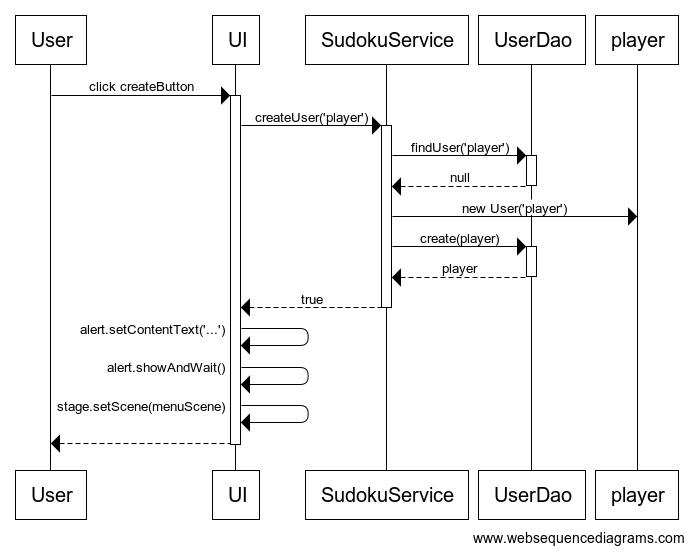 User UI SudokuService UserDao player
click createButton
createUser('player')
findUser('player')
null
new User('player')
create(player)
player
true
alert.setContentText('...')
alert.showAndWait()
stage.setScene(menuScene)
User UI SudokuService UserDao player
www.websequencediagrams.com